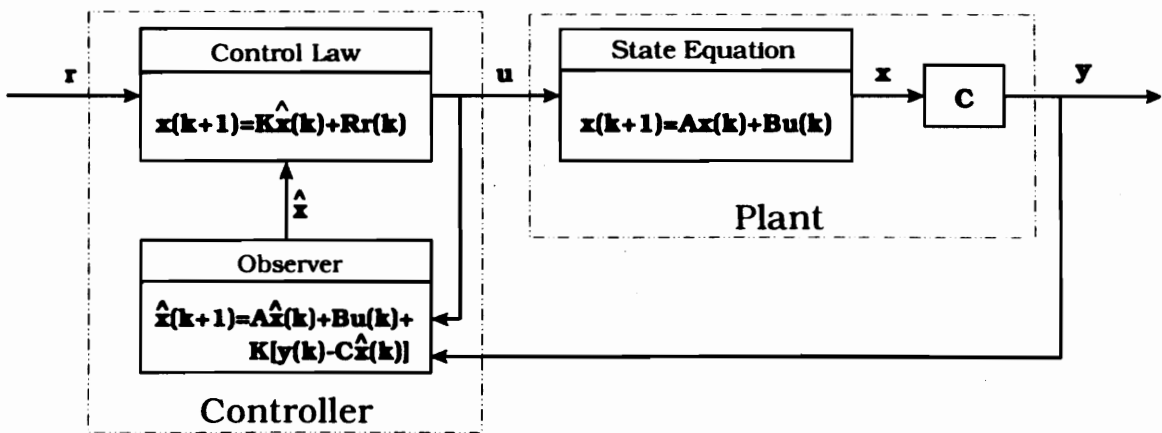 r
Control Law
x(k+1)=Kx̂(k)+Rr(k)
u
State Equation
x(k+1)=Ax(k)+Bu(k)
x
C
y
Plant
x̂
Observer
x̂(k+1)=Ax̂(k)+Bu(k)+
K[y(k)-Cx̂(k)]
Controller